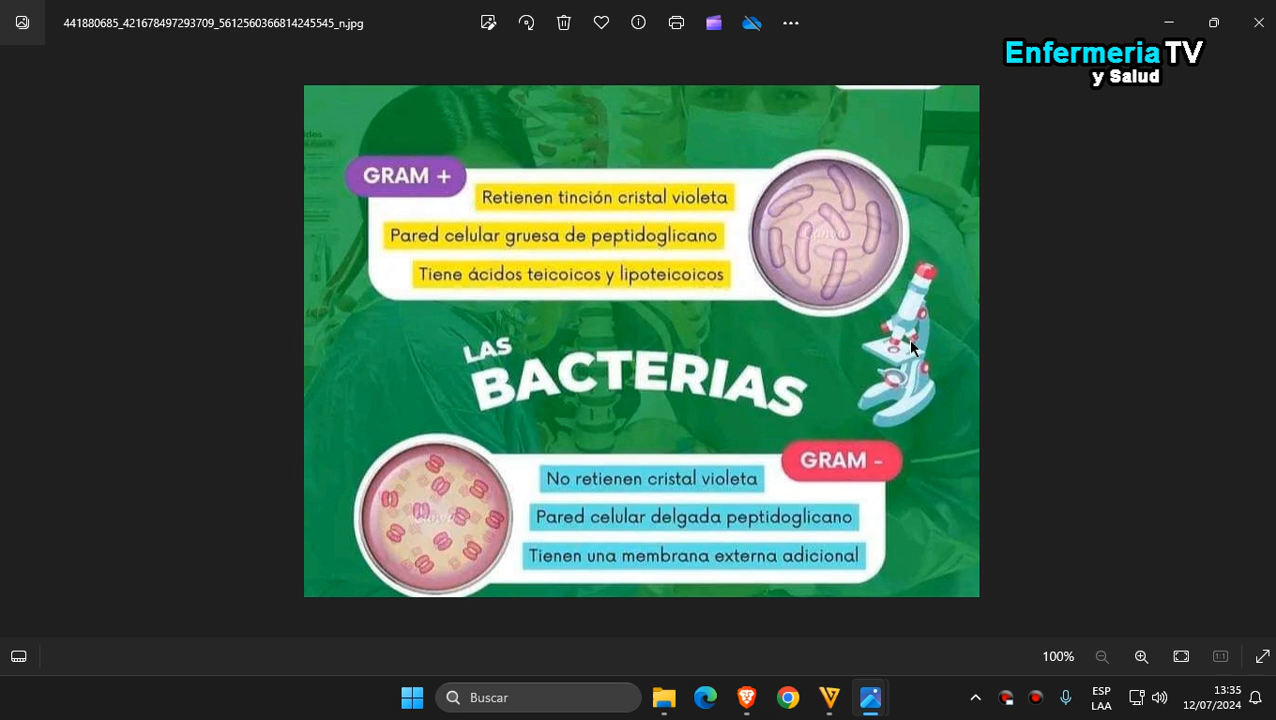 441880685_421678497293709_5612560366814245545_n.jpg
EnfermeriaTV
y Salud
GRAM +
Retienen tinción cristal violeta
Pared celular gruesa de peptidoglicano
Tiene ácidos teicoicos y lipoteicoicos
LAS
BACTERIAS
GRAM -
No retienen cristal violeta
Pared celular delgada peptidoglicano
Tienen una membrana externa adicional
100%
Buscar
ESP
LAA
13:35
12/07/2024